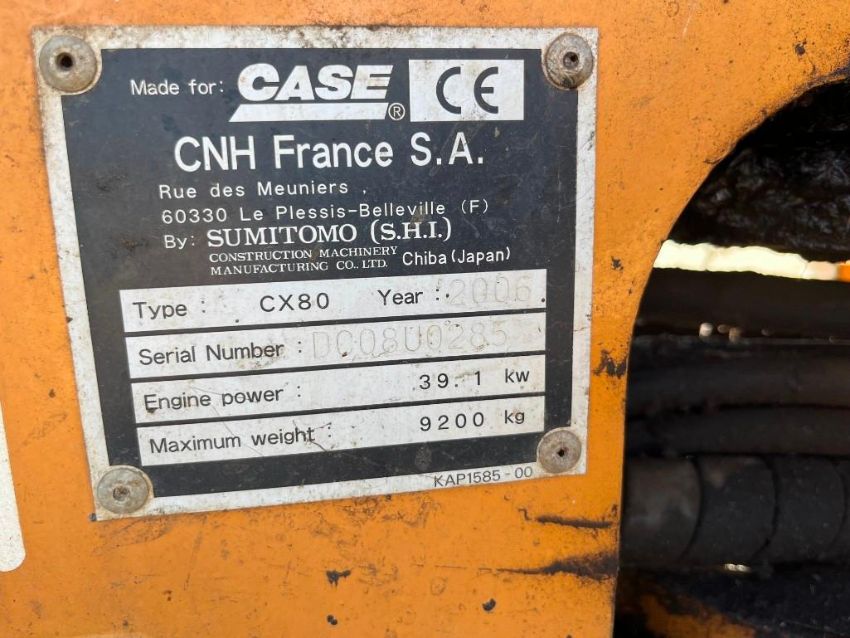 Made for: CASE® CE
CNH France S.A.
Rue des Meuniers
60330 Le Plessis-Belleville (F)
By: SUMITOMO (S.H.I.)
CONSTRUCTION MACHINERY
MANUFACTURING CO., LTD. Chiba (Japan)
Type : CX80 Year : 2006
Serial Number : DC08U0285
Engine power : 39.1 kw
Maximum weight : 9200 kg
KAP1585-00